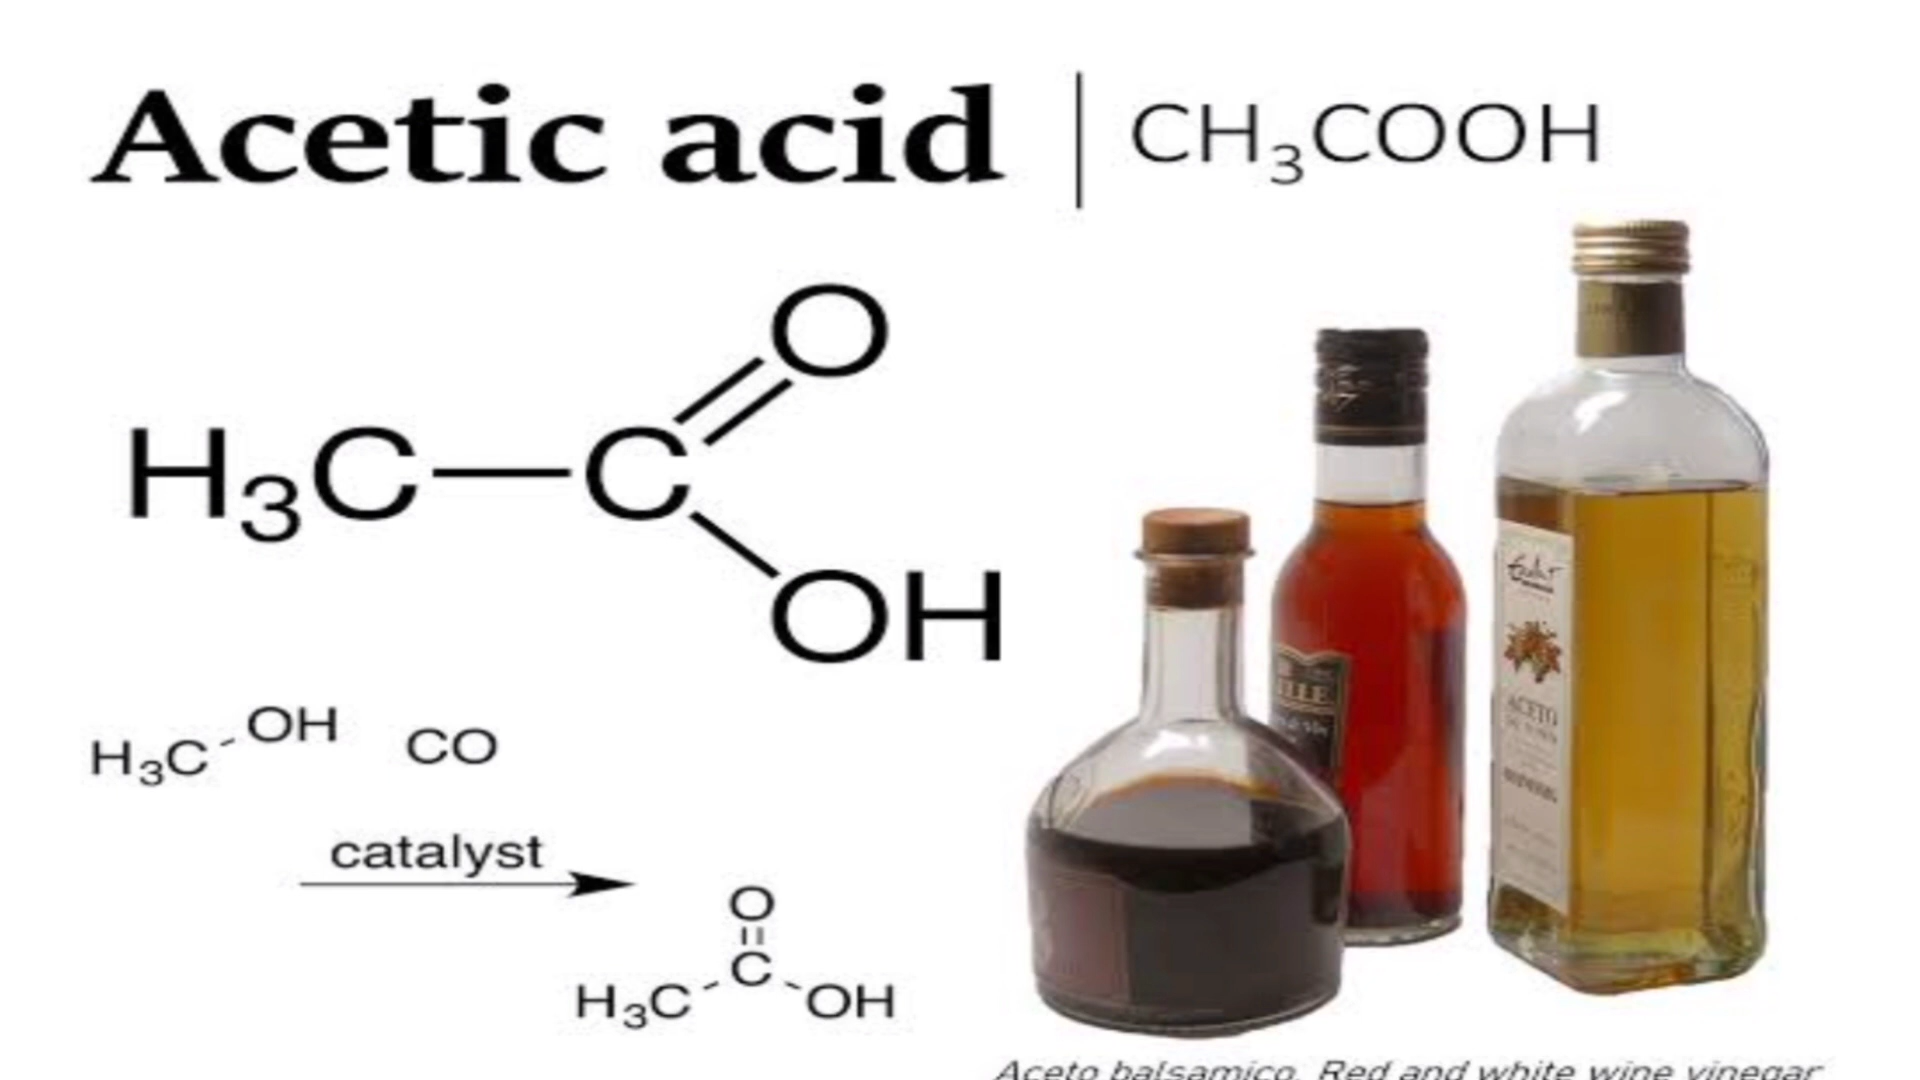 Acetic acid | CH₃COOH
O
H₃C—C
OH
H₃C-OH CO
catalyst
O
C
H₃C OH
ACETO
Aceto balsamico, Red and white wine vinegar